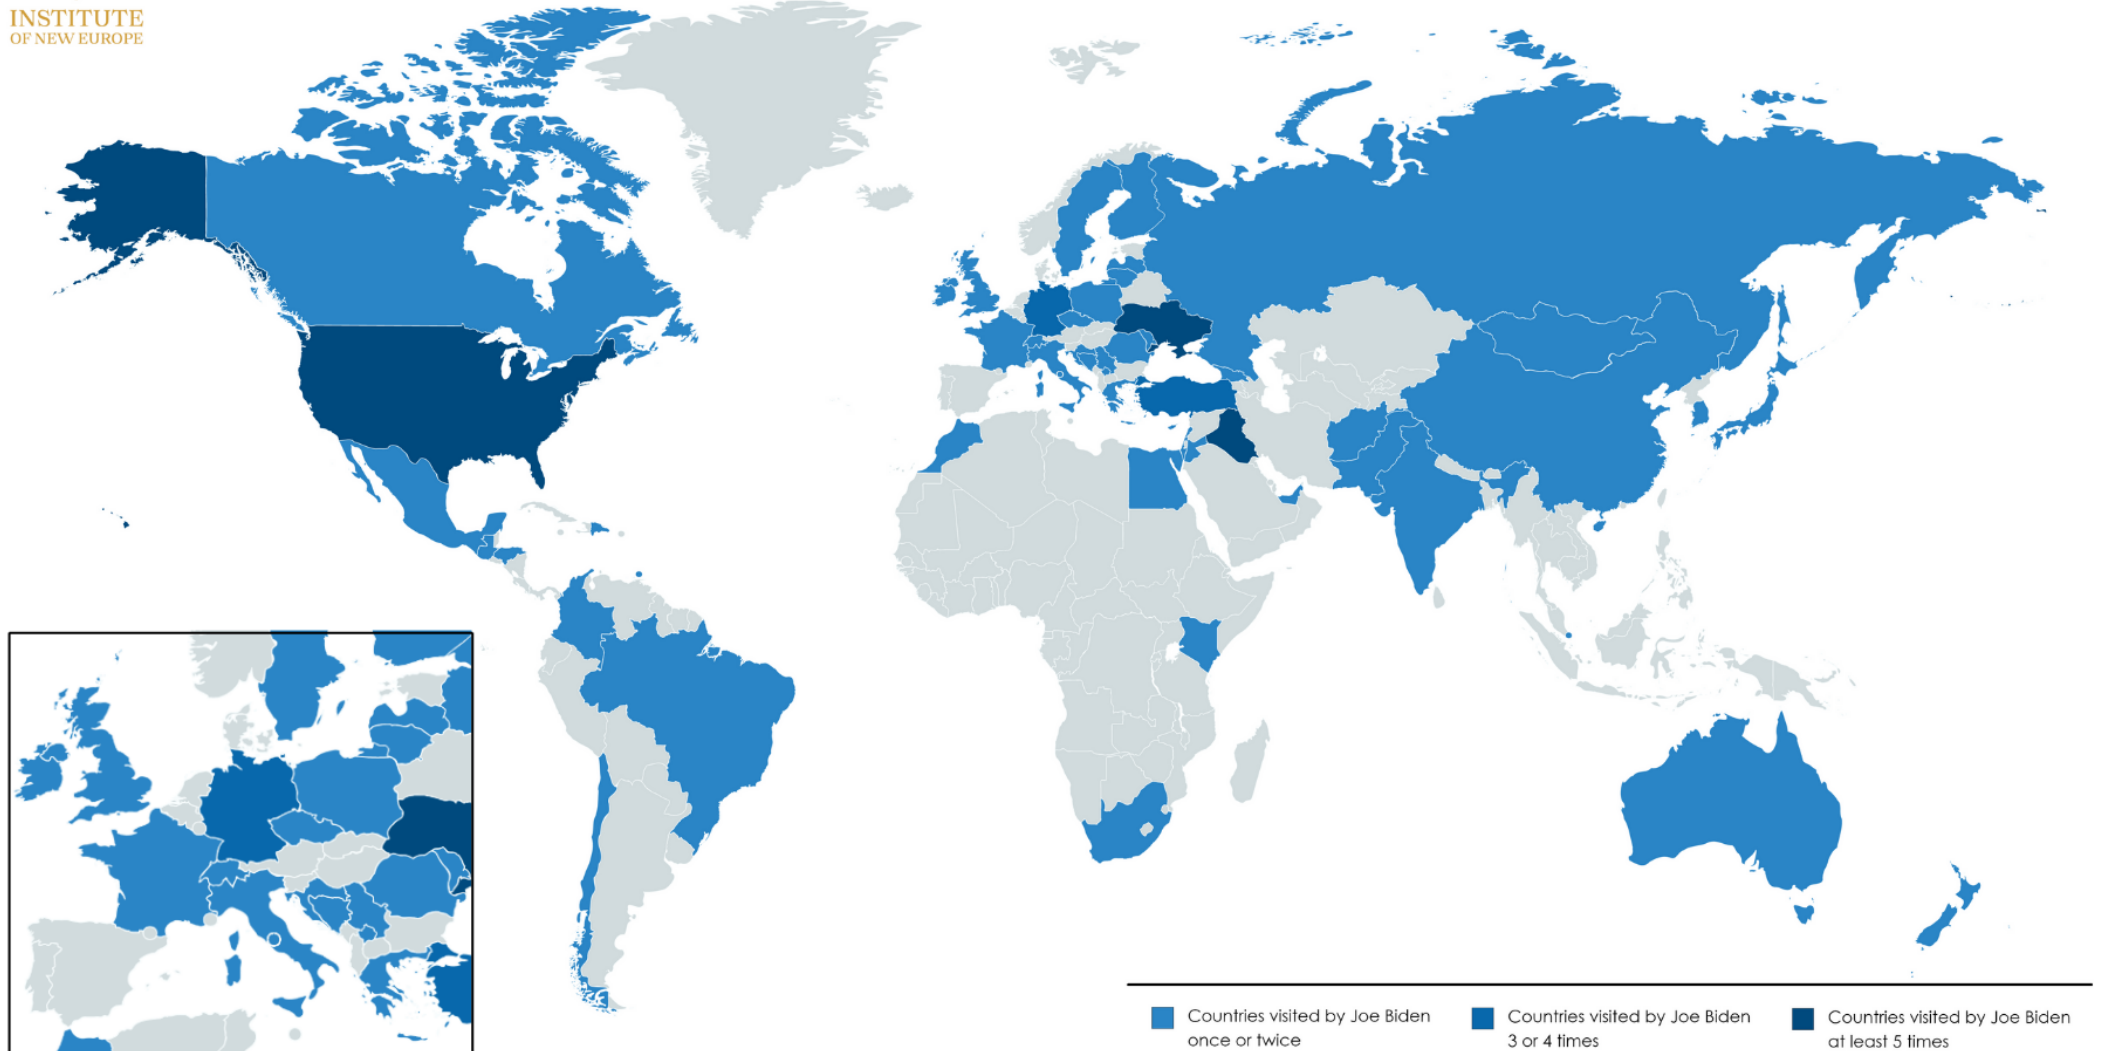 INSTITUTE
OF NEW EUROPE
Countries visited by Joe Biden
once or twice
Countries visited by Joe Biden
3 or 4 times
Countries visited by Joe Biden
at least 5 times